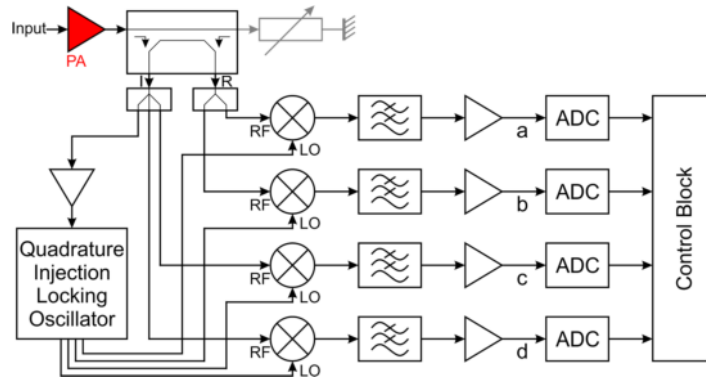 Input
PA
I
R
RF
LO
a
ADC
RF
LO
b
ADC
Quadrature
Injection
Locking
Oscillator
RF
LO
c
ADC
RF
LO
d
ADC
Control Block